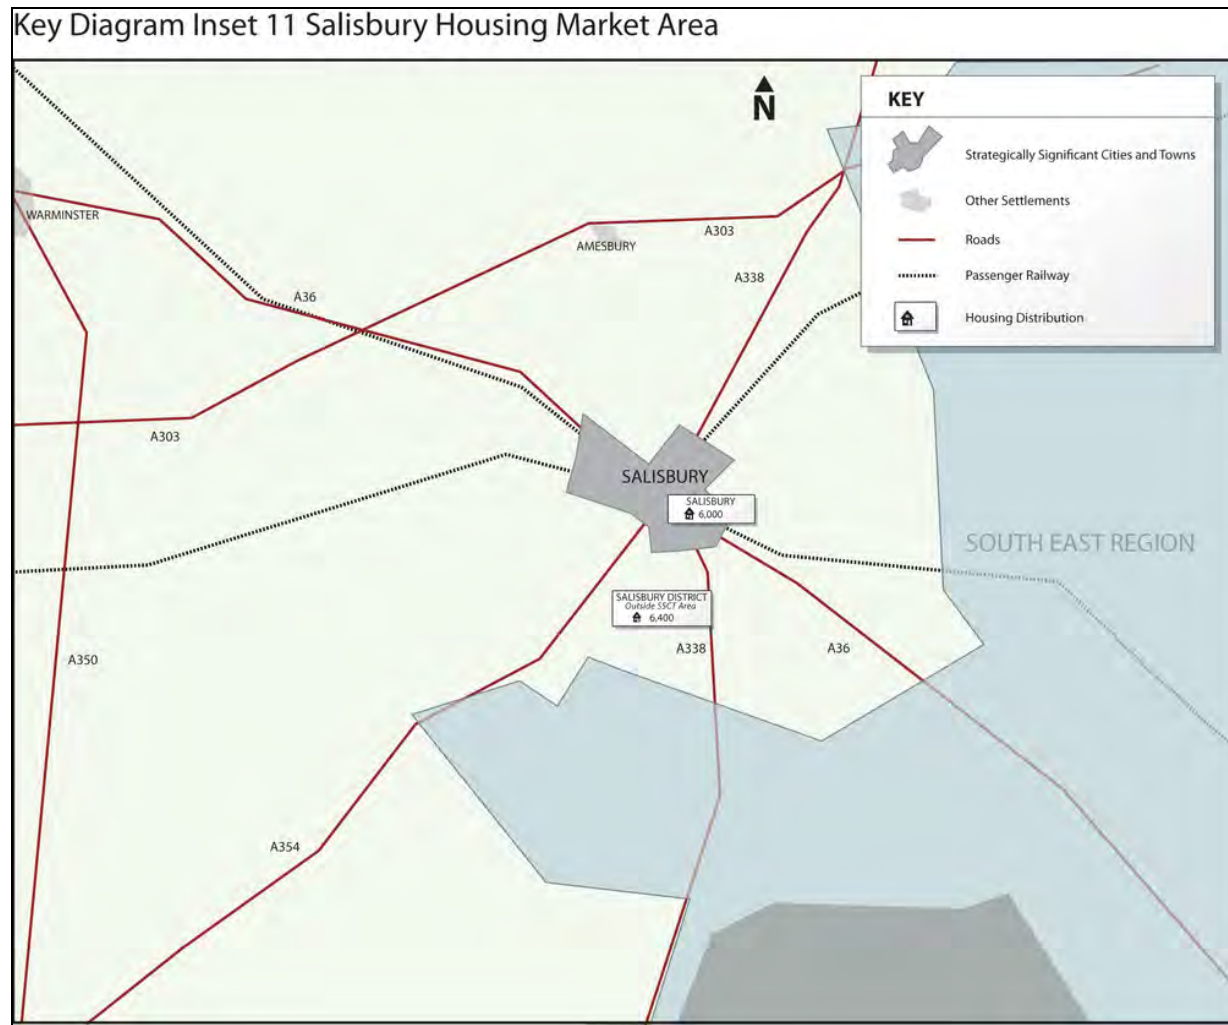 Key Diagram Inset 11 Salisbury Housing Market Area
N
KEY
Strategically Significant Cities and Towns
Other Settlements
Roads
Passenger Railway
Housing Distribution
WARMINSTER
AMESBURY
A303
A338
A36
A303
SALISBURY
SALISBURY
6,000
SOUTH EAST REGION
SALISBURY DISTRICT
Outside SSCT Area
6,400
A350
A338
A36
A354